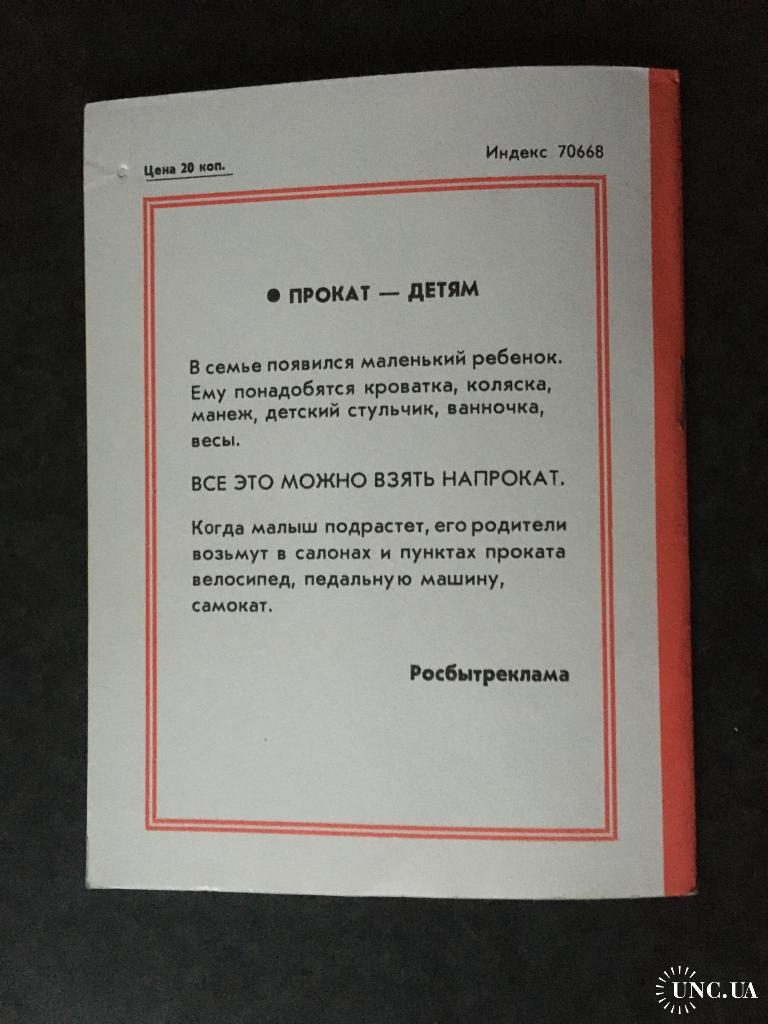 Цена 20 коп.
Индекс 70668
● ПРОКАТ — ДЕТЯМ
В семье появился маленький ребенок.
Ему понадобятся кроватка, коляска,
манеж, детский стульчик, ванночка,
весы.
ВСЕ ЭТО МОЖНО ВЗЯТЬ НАПРОКАТ.
Когда малыш подрастет, его родители
возьмут в салонах и пунктах проката
велосипед, педальную машину,
самокат.
Росбытреклама
UNC.UA